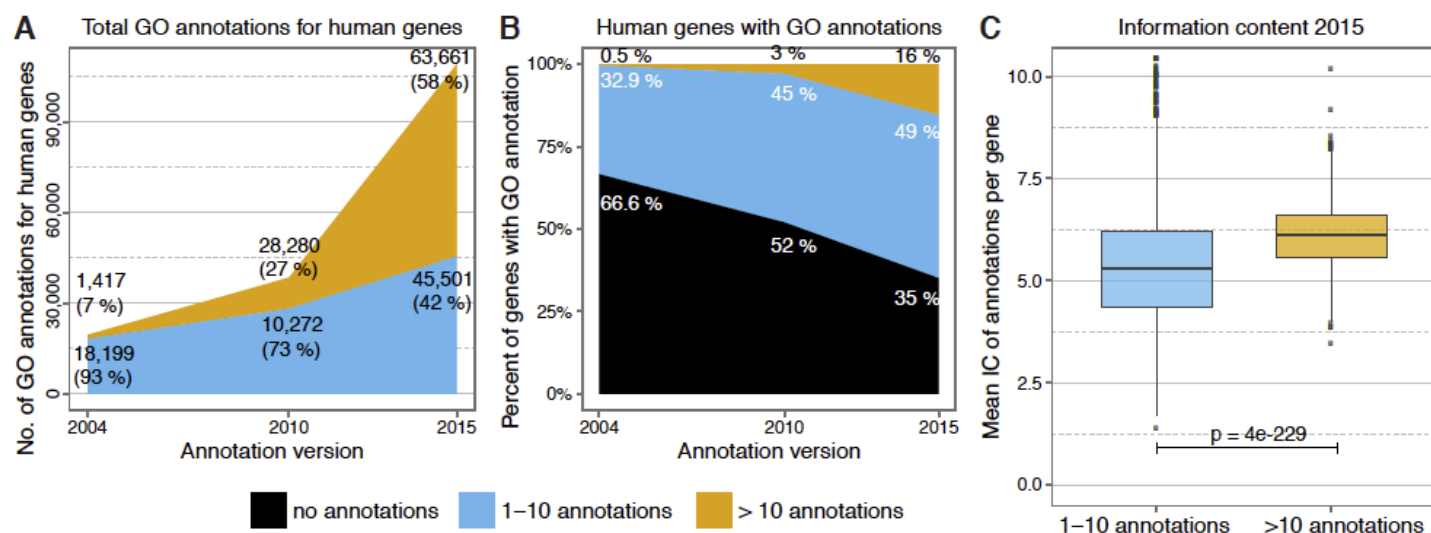 A Total GO annotations for human genes
No. of GO annotations for human genes
90,000
60,000
30,000
0
63,661
(58 %)
28,280
(27 %)
1,417
(7 %)
45,501
(42 %)
10,272
(73 %)
18,199
(93 %)
2004 2010 2015
Annotation version
B Human genes with GO annotations
Percent of genes with GO annotation
100%
75%
50%
25%
0%
0.5 % 3 % 16 %
32.9 % 45 % 49 %
66.6 % 52 % 35 %
2004 2010 2015
Annotation version
C Information content 2015
Mean IC of annotations per gene
10.0
7.5
5.0
2.5
0.0
p = 4e-229
1–10 annotations >10 annotations
no annotations 1–10 annotations > 10 annotations